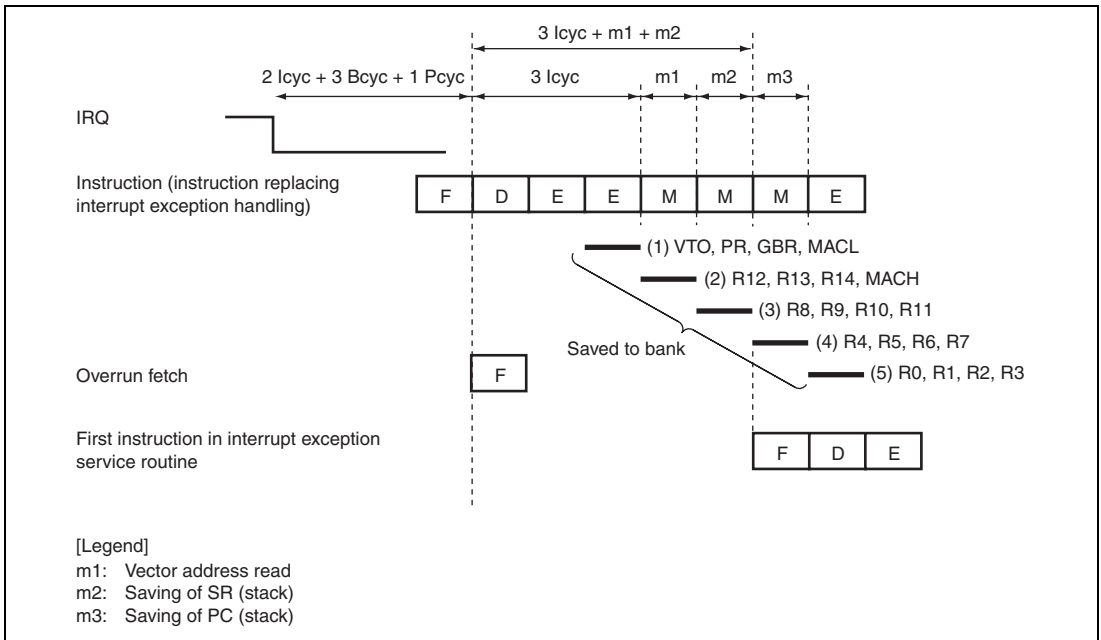 3 Icyc + m1 + m2
2 Icyc + 3 Bcyc + 1 Pcyc 3 Icyc m1 m2 m3
IRQ
Instruction (instruction replacing
interrupt exception handling)
F D E E M M M E
(1) VTO, PR, GBR, MACL
(2) R12, R13, R14, MACH
(3) R8, R9, R10, R11
(4) R4, R5, R6, R7
Saved to bank
(5) R0, R1, R2, R3
Overrun fetch
F
First instruction in interrupt exception
service routine
F D E
[Legend]
m1: Vector address read
m2: Saving of SR (stack)
m3: Saving of PC (stack)